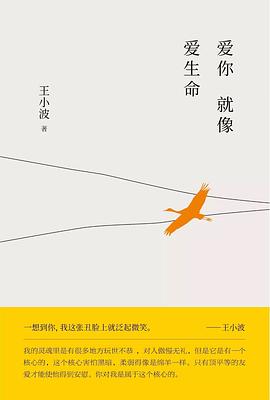 爱你 就像
爱生命
王小波 著
一想到你,我这张丑脸上就泛起微笑。 ——王小波
我的灵魂里是有很多地方玩世不恭,对人傲慢无礼,但是它是有一个
核心的,这个核心害怕黑暗,柔弱得像是绵羊一样。只有顶平等的友
爱才能使他得到安慰。你对我是属于这个核心的。